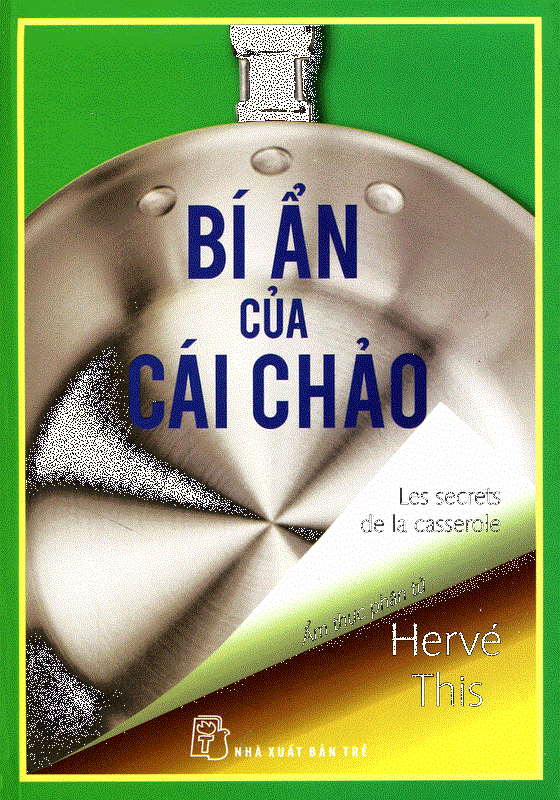 BÍ ẨN
CỦA
CÁI CHẢO
Les secrets
de la casserole
Ẩm thực phân tử
Hervé
This
NHÀ XUẤT BẢN TRẺ